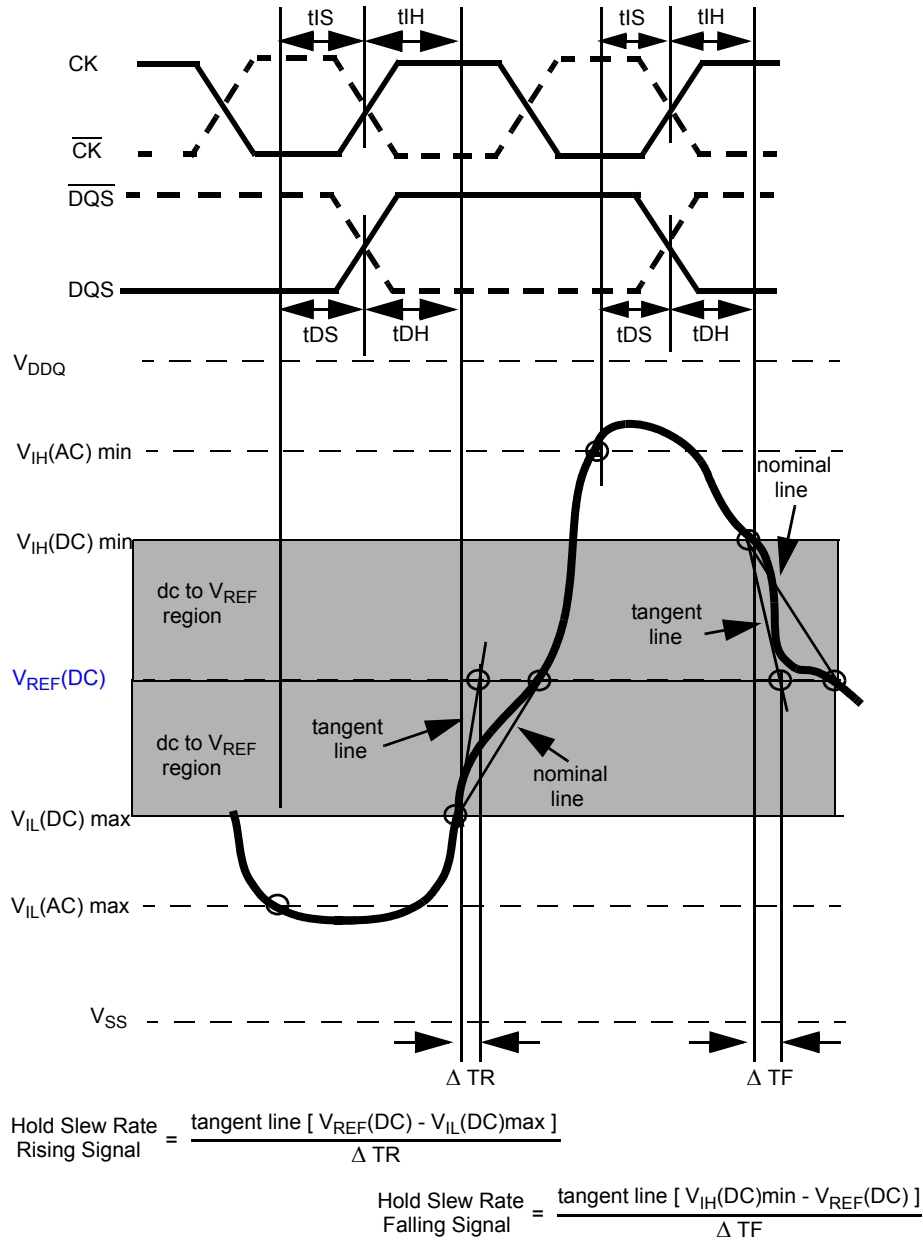 tIS tIH tIS tIH
CK
CK
DQS
DQS
tDS tDH tDS tDH
VDDQ
VIH(AC) min
nominal
line
VIH(DC) min
dc to VREF
region
tangent
line
VREF(DC)
tangent
line
dc to VREF
region
nominal
line
VIL(DC) max
VIL(AC) max
VSS
Δ TR Δ TF
Hold Slew Rate
Rising Signal = tangent line [ VREF(DC) - VIL(DC)max ]
Δ TR
Hold Slew Rate
Falling Signal = tangent line [ VIH(DC)min - VREF(DC) ]
Δ TF